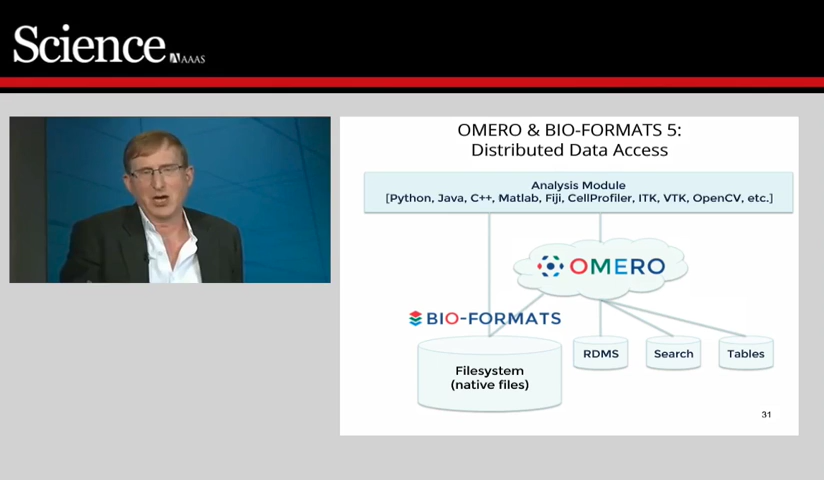 Science
AAAS
OMERO & BIO-FORMATS 5:
Distributed Data Access
Analysis Module
[Python, Java, C++, Matlab, Fiji, CellProfiler, ITK, VTK, OpenCV, etc.]
OMERO
BIO-FORMATS
Filesystem
(native files)
RDMS
Search
Tables
31